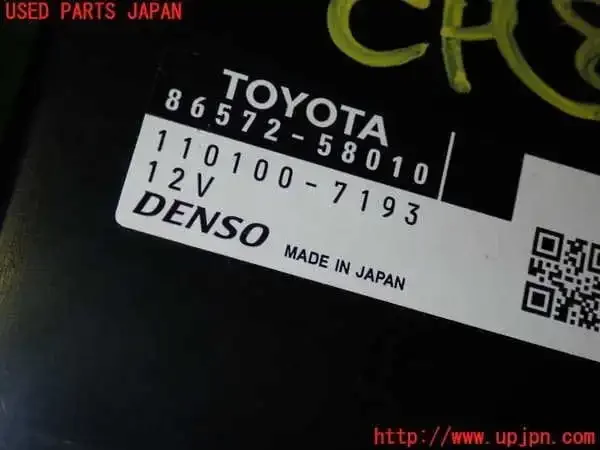 USED PARTS JAPAN
TOYOTA
86572-58010
110100-7193
12V
DENSO MADE IN JAPAN
http://www.upjpn.com/